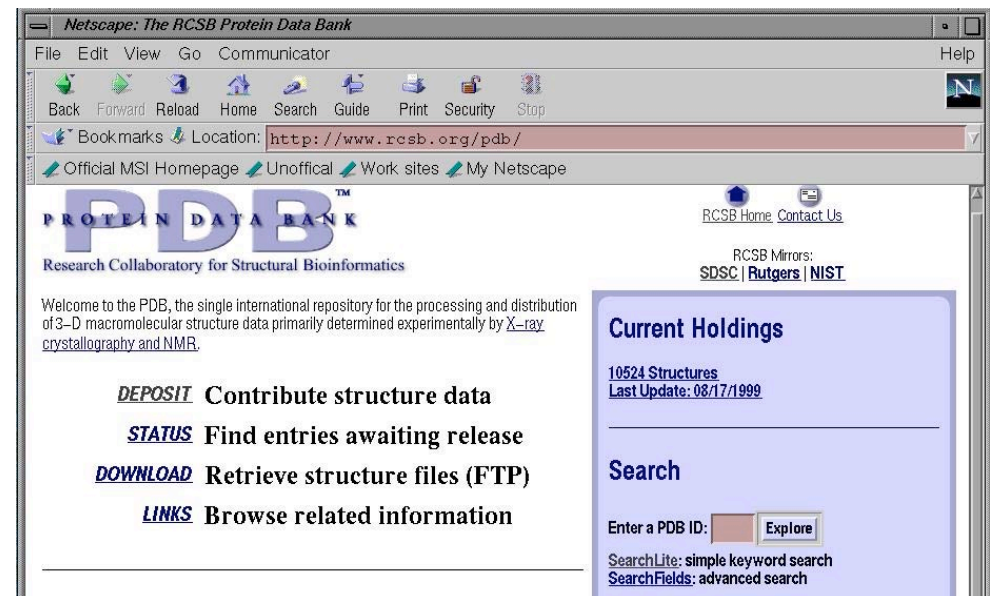 Netscape: The RCSB Protein Data Bank
File Edit View Go Communicator Help
Back Forward Reload Home Search Guide Print Security Stop
N
Bookmarks Location: http://www.rcsb.org/pdb/
Official MSI Homepage Unoffical Work sites My Netscape
PDB™
PROTEIN DATA BANK
Research Collaboratory for Structural Bioinformatics
Welcome to the PDB, the single international repository for the processing and distribution
of 3-D macromolecular structure data primarily determined experimentally by X-ray
crystallography and NMR.
DEPOSIT Contribute structure data
STATUS Find entries awaiting release
DOWNLOAD Retrieve structure files (FTP)
LINKS Browse related information
RCSB Home Contact Us
RCSB Mirrors:
SDSC | Rutgers | NIST
Current Holdings
10524 Structures
Last Update: 08/17/1999
Search
Enter a PDB ID: Explore
SearchLite: simple keyword search
SearchFields: advanced search